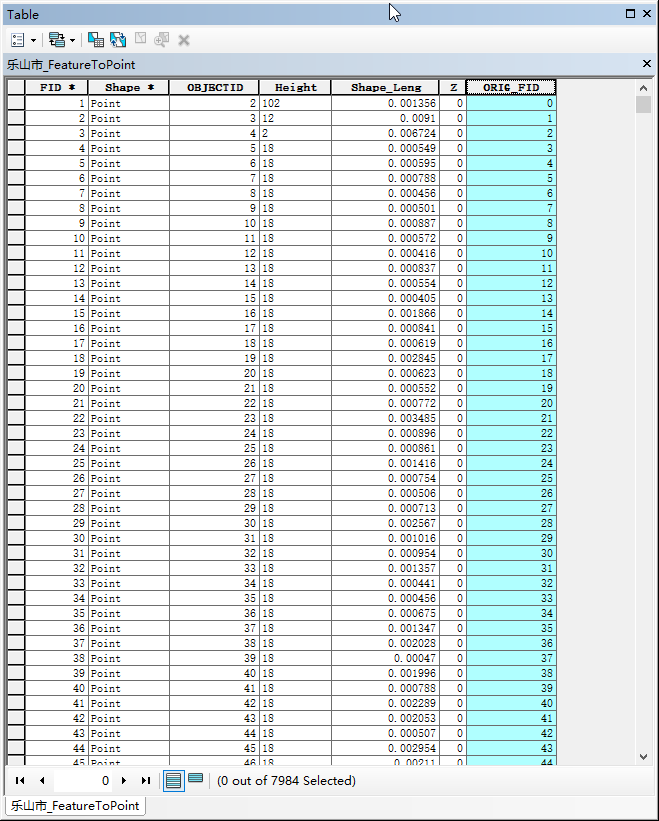 Table
乐山市_FeatureToPoint
FID * Shape * OBJECTID Height Shape_Leng Z ORIG_FID
1 Point 2 102 0.001356 0 0
2 Point 3 12 0.0091 0 1
3 Point 4 2 0.006724 0 2
4 Point 5 18 0.000549 0 3
5 Point 6 18 0.000595 0 4
6 Point 7 18 0.000788 0 5
7 Point 8 18 0.000456 0 6
8 Point 9 18 0.000501 0 7
9 Point 10 18 0.000887 0 8
10 Point 11 18 0.000572 0 9
11 Point 12 18 0.000416 0 10
12 Point 13 18 0.000837 0 11
13 Point 14 18 0.000554 0 12
14 Point 15 18 0.000405 0 13
15 Point 16 18 0.001866 0 14
16 Point 17 18 0.000841 0 15
17 Point 18 18 0.000619 0 16
18 Point 19 18 0.002845 0 17
19 Point 20 18 0.000623 0 18
20 Point 21 18 0.000552 0 19
21 Point 22 18 0.000772 0 20
22 Point 23 18 0.003485 0 21
23 Point 24 18 0.000896 0 22
24 Point 25 18 0.000861 0 23
25 Point 26 18 0.001416 0 24
26 Point 27 18 0.000754 0 25
27 Point 28 18 0.000506 0 26
28 Point 29 18 0.000713 0 27
29 Point 30 18 0.002567 0 28
30 Point 31 18 0.001016 0 29
31 Point 32 18 0.000954 0 30
32 Point 33 18 0.001357 0 31
33 Point 34 18 0.000441 0 32
34 Point 35 18 0.000456 0 33
35 Point 36 18 0.000675 0 34
36 Point 37 18 0.001347 0 35
37 Point 38 18 0.002028 0 36
38 Point 39 18 0.00047 0 37
39 Point 40 18 0.001996 0 38
40 Point 41 18 0.000788 0 39
41 Point 42 18 0.002289 0 40
42 Point 43 18 0.002053 0 41
43 Point 44 18 0.000507 0 42
44 Point 45 18 0.002954 0 43
45 Point 46 18 0.00211 0 44
0 (0 out of 7984 Selected)
乐山市_FeatureToPoint